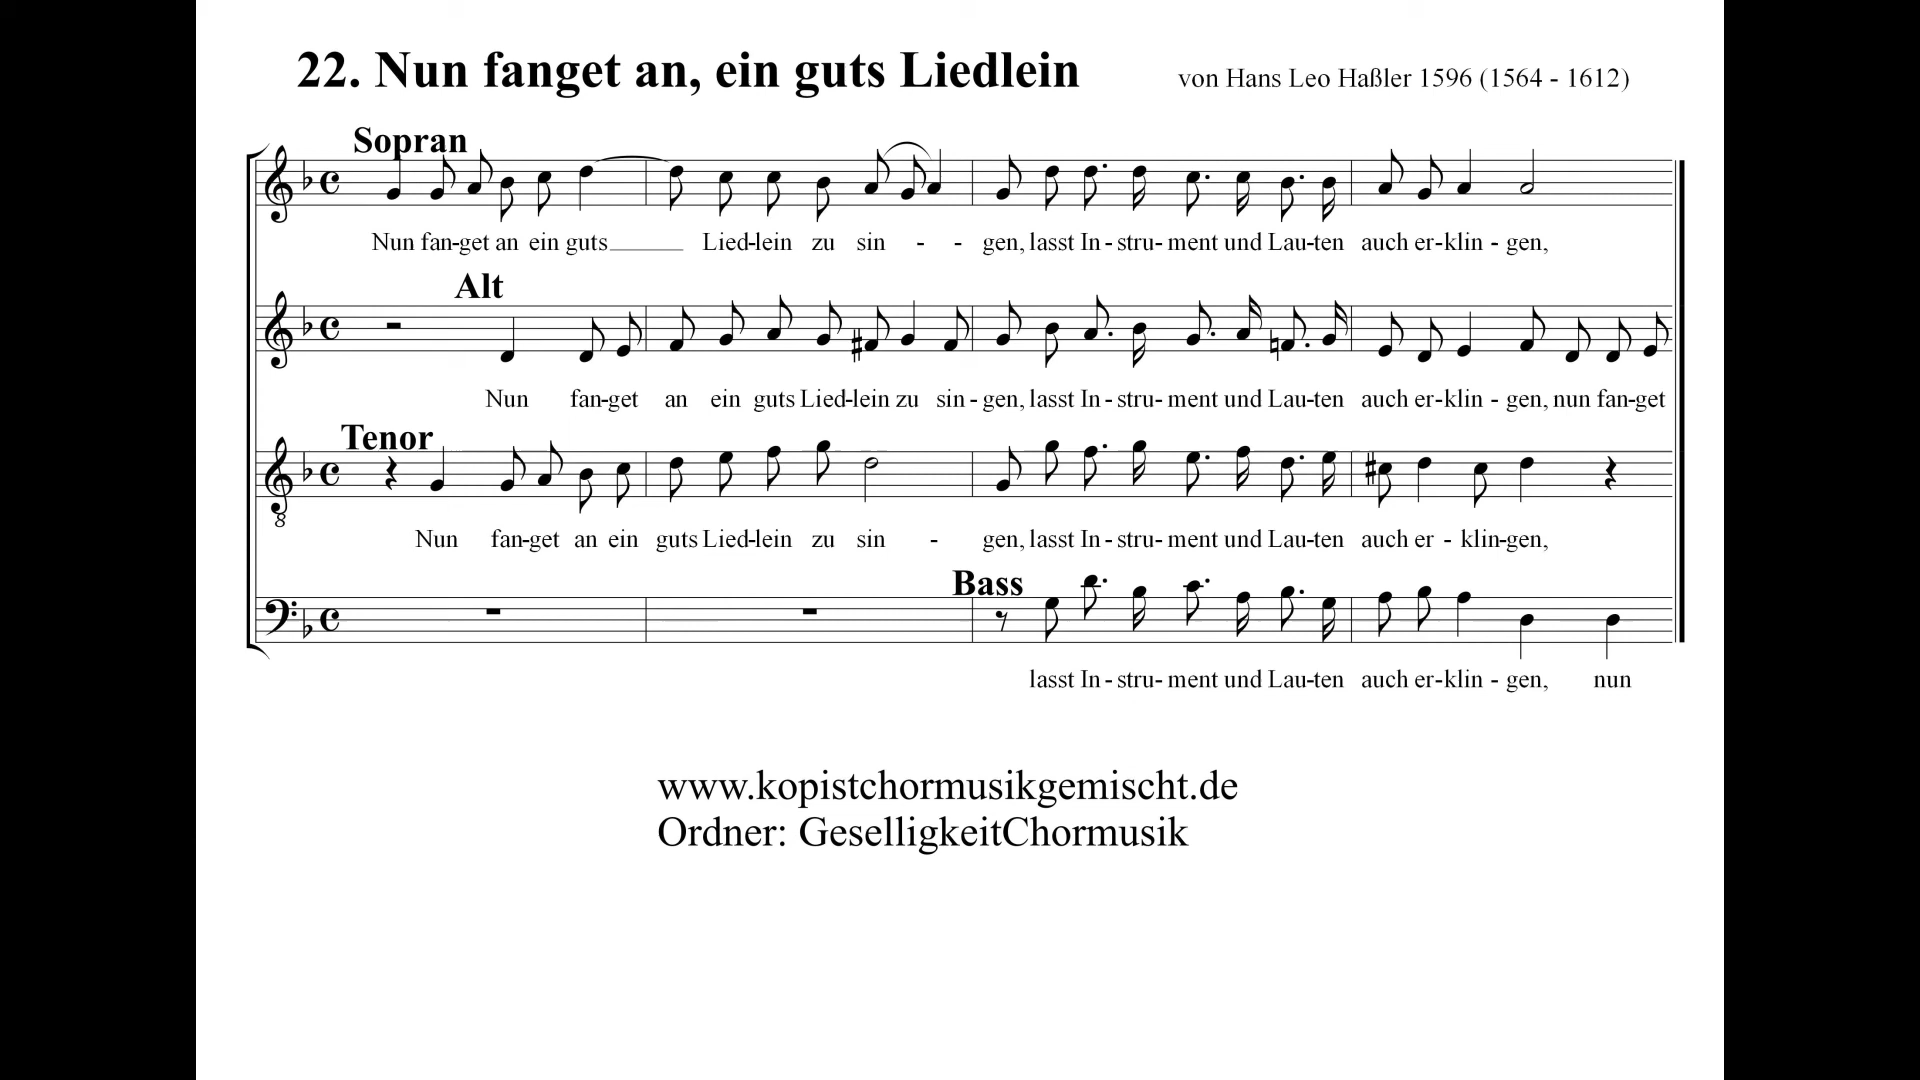 22. Nun fanget an, ein guts Liedlein von Hans Leo Haßler 1596 (1564 - 1612)
Sopran
Nun fan-get an ein guts Lied-lein zu sin - - gen, lasst In - stru- ment und Lau-ten auch er-klin - gen,
Alt
Nun fan-get an ein guts Lied-lein zu sin - gen, lasst In - stru- ment und Lau-ten auch er-klin - gen, nun fan-get
Tenor
8
Nun fan-get an ein guts Lied-lein zu sin - gen, lasst In - stru- ment und Lau-ten auch er - klin-gen,
Bass
lasst In - stru- ment und Lau-ten auch er-klin - gen, nun
www.kopistchormusikgemischt.de
Ordner: GeselligkeitChormusik